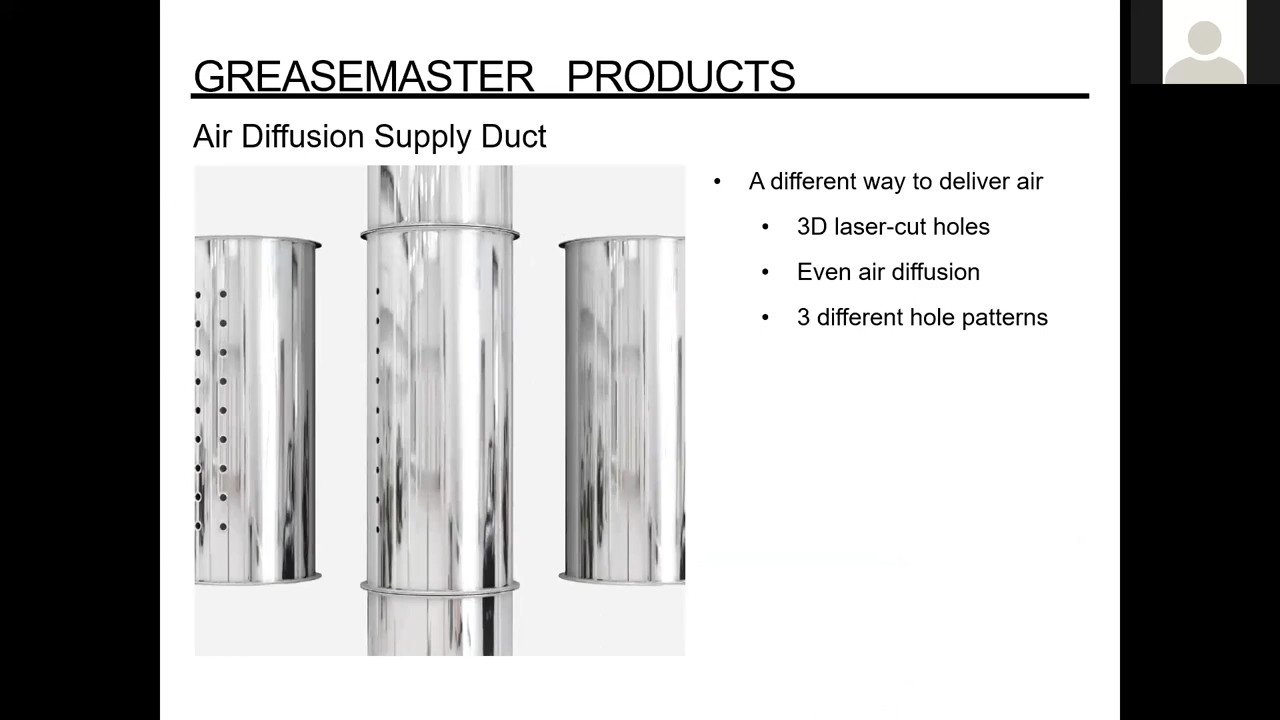 GREASEMASTER PRODUCTS
Air Diffusion Supply Duct
• A different way to deliver air
• 3D laser-cut holes
• Even air diffusion
• 3 different hole patterns